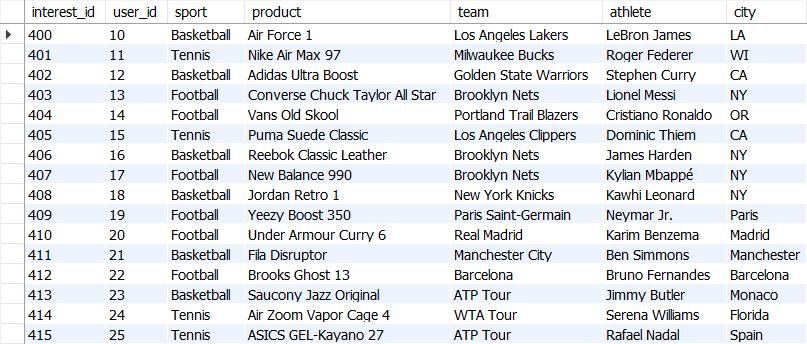 interest_id user_id sport product team athlete city
400 10 Basketball Air Force 1 Los Angeles Lakers LeBron James LA
401 11 Tennis Nike Air Max 97 Milwaukee Bucks Roger Federer WI
402 12 Basketball Adidas Ultra Boost Golden State Warriors Stephen Curry CA
403 13 Football Converse Chuck Taylor All Star Brooklyn Nets Lionel Messi NY
404 14 Football Vans Old Skool Portland Trail Blazers Cristiano Ronaldo OR
405 15 Tennis Puma Suede Classic Los Angeles Clippers Dominic Thiem CA
406 16 Basketball Reebok Classic Leather Brooklyn Nets James Harden NY
407 17 Football New Balance 990 Brooklyn Nets Kylian Mbappé NY
408 18 Basketball Jordan Retro 1 New York Knicks Kawhi Leonard NY
409 19 Football Yeezy Boost 350 Paris Saint-Germain Neymar Jr. Paris
410 20 Football Under Armour Curry 6 Real Madrid Karim Benzema Madrid
411 21 Basketball Fila Disruptor Manchester City Ben Simmons Manchester
412 22 Football Brooks Ghost 13 Barcelona Bruno Fernandes Barcelona
413 23 Basketball Saucony Jazz Original ATP Tour Jimmy Butler Monaco
414 24 Tennis Air Zoom Vapor Cage 4 WTA Tour Serena Williams Florida
415 25 Tennis ASICS GEL-Kayano 27 ATP Tour Rafael Nadal Spain